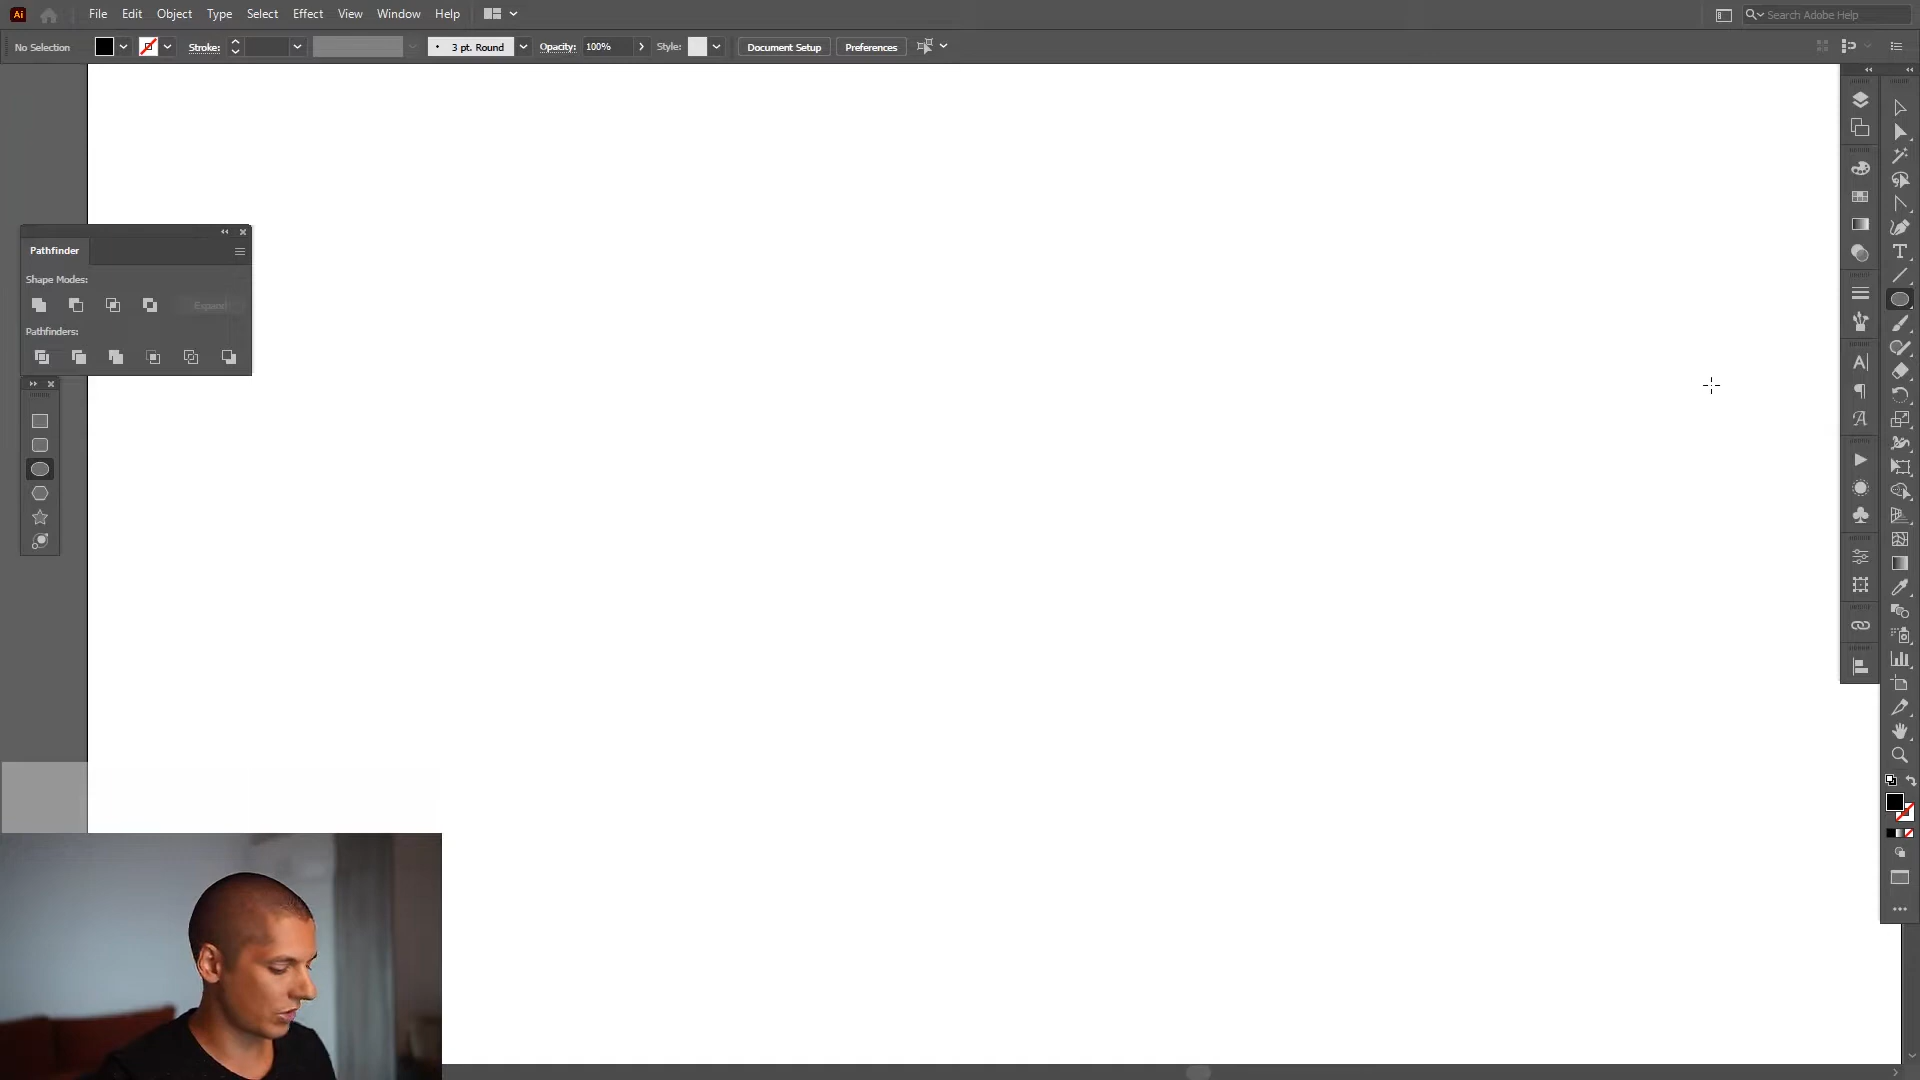 Ai File Edit Object Type Select Effect View Window Help Search Adobe Help
No Selection Stroke: 3 pt. Round Opacity: 100% Style: Document Setup Preferences
Pathfinder
Shape Modes:
Expand
Pathfinders: